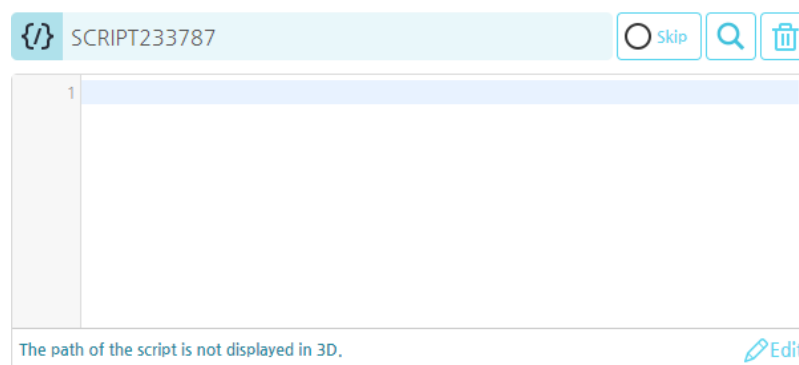 {/} SCRIPT233787 Skip
1
The path of the script is not displayed in 3D. Edit